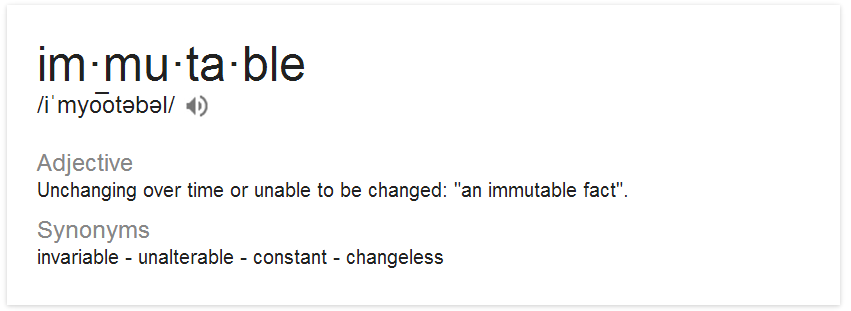 im·mu·ta·ble
/iˈmyo͞otəbəl/
Adjective
Unchanging over time or unable to be changed: "an immutable fact".
Synonyms
invariable - unalterable - constant - changeless